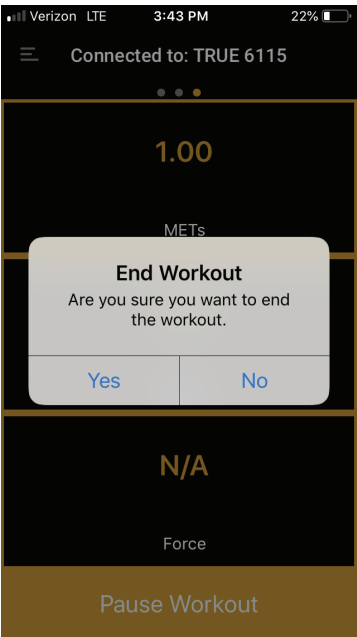 Verizon LTE 3:43 PM 22%
Connected to: TRUE 6115
1.00
METs
End Workout
Are you sure you want to end
the workout.
Yes No
N/A
Force
Pause Workout